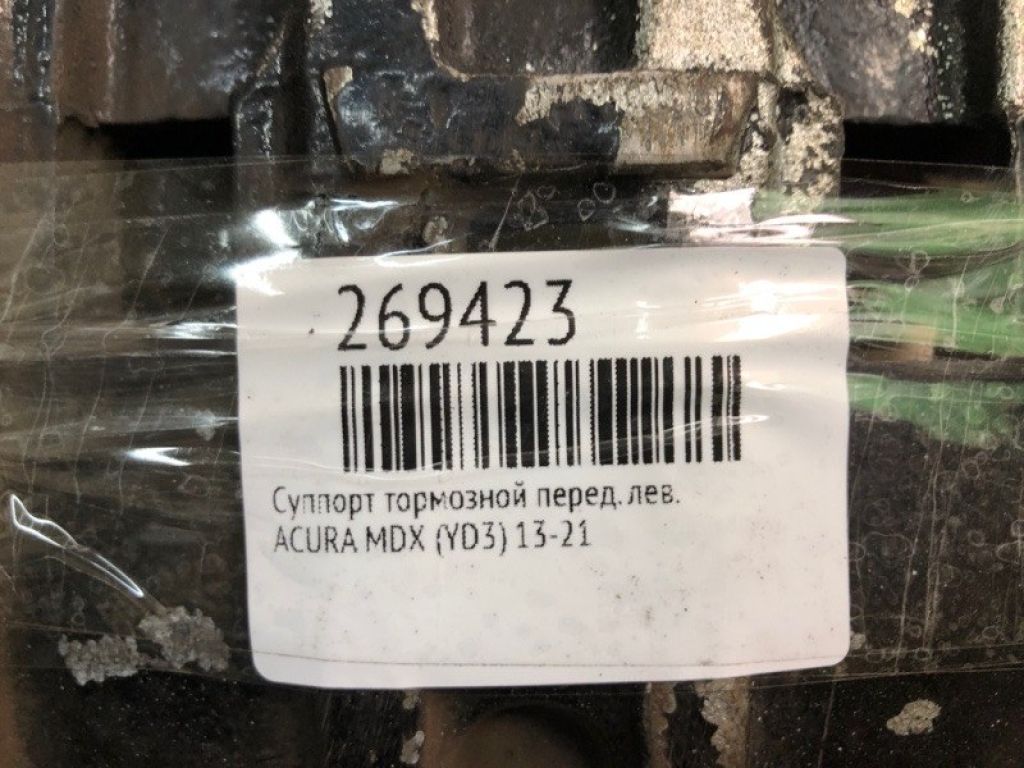 269423
Суппорт тормозной перед. лев.
ACURA MDX (YD3) 13-21